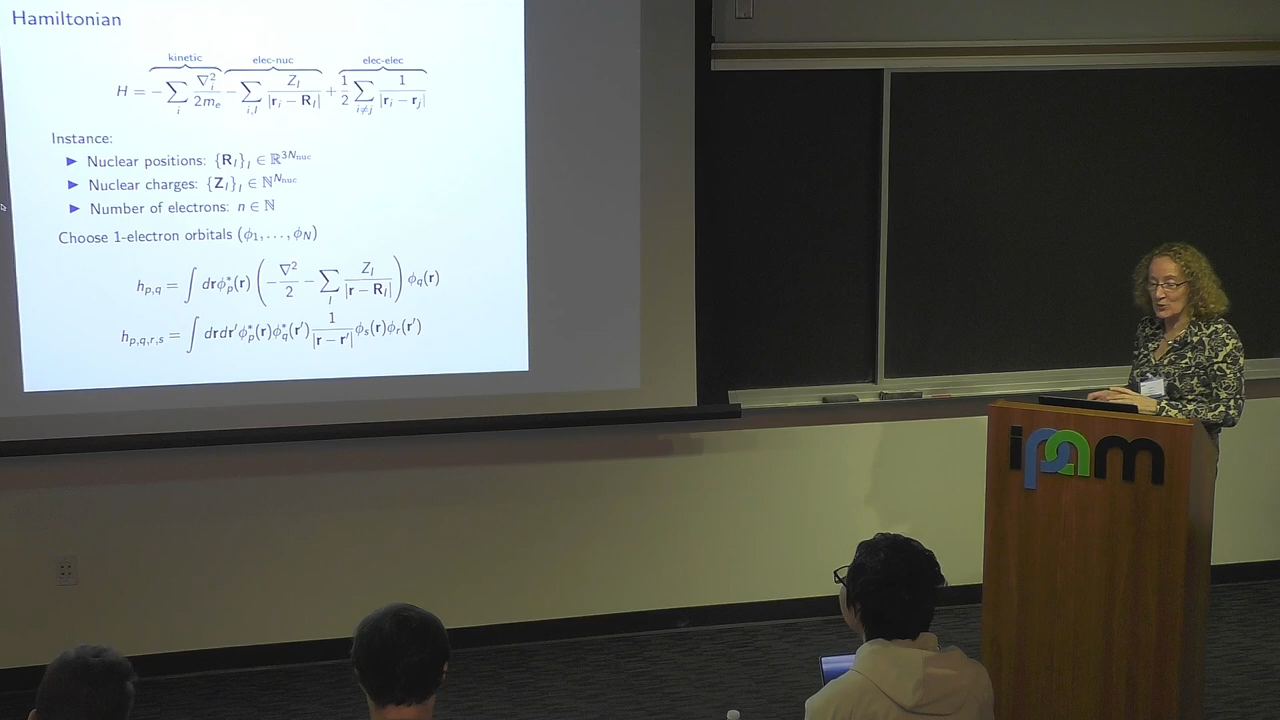 Hamiltonian
kinetic elec-nuc elec-elec
H = − ∑_i ∇_i^2 / 2m_e − ∑_{i,I} Z_I / |r_i − R_I| + 1/2 ∑_{i≠j} 1 / |r_i − r_j|
Instance:
▶ Nuclear positions: {R_I}_I ∈ ℝ^{3N_nuc}
▶ Nuclear charges: {Z_I}_I ∈ ℕ^{N_nuc}
▶ Number of electrons: n ∈ ℕ
Choose 1-electron orbitals (ϕ_1, . . . , ϕ_N)
h_{p,q} = ∫ dr ϕ_p^*(r) ( − ∇^2 / 2 − ∑_I Z_I / |r − R_I| ) ϕ_q(r)
h_{p,q,r,s} = ∫ dr dr′ ϕ_p^*(r) ϕ_q^*(r′) 1 / |r − r′| ϕ_s(r) ϕ_r(r′)
ipam